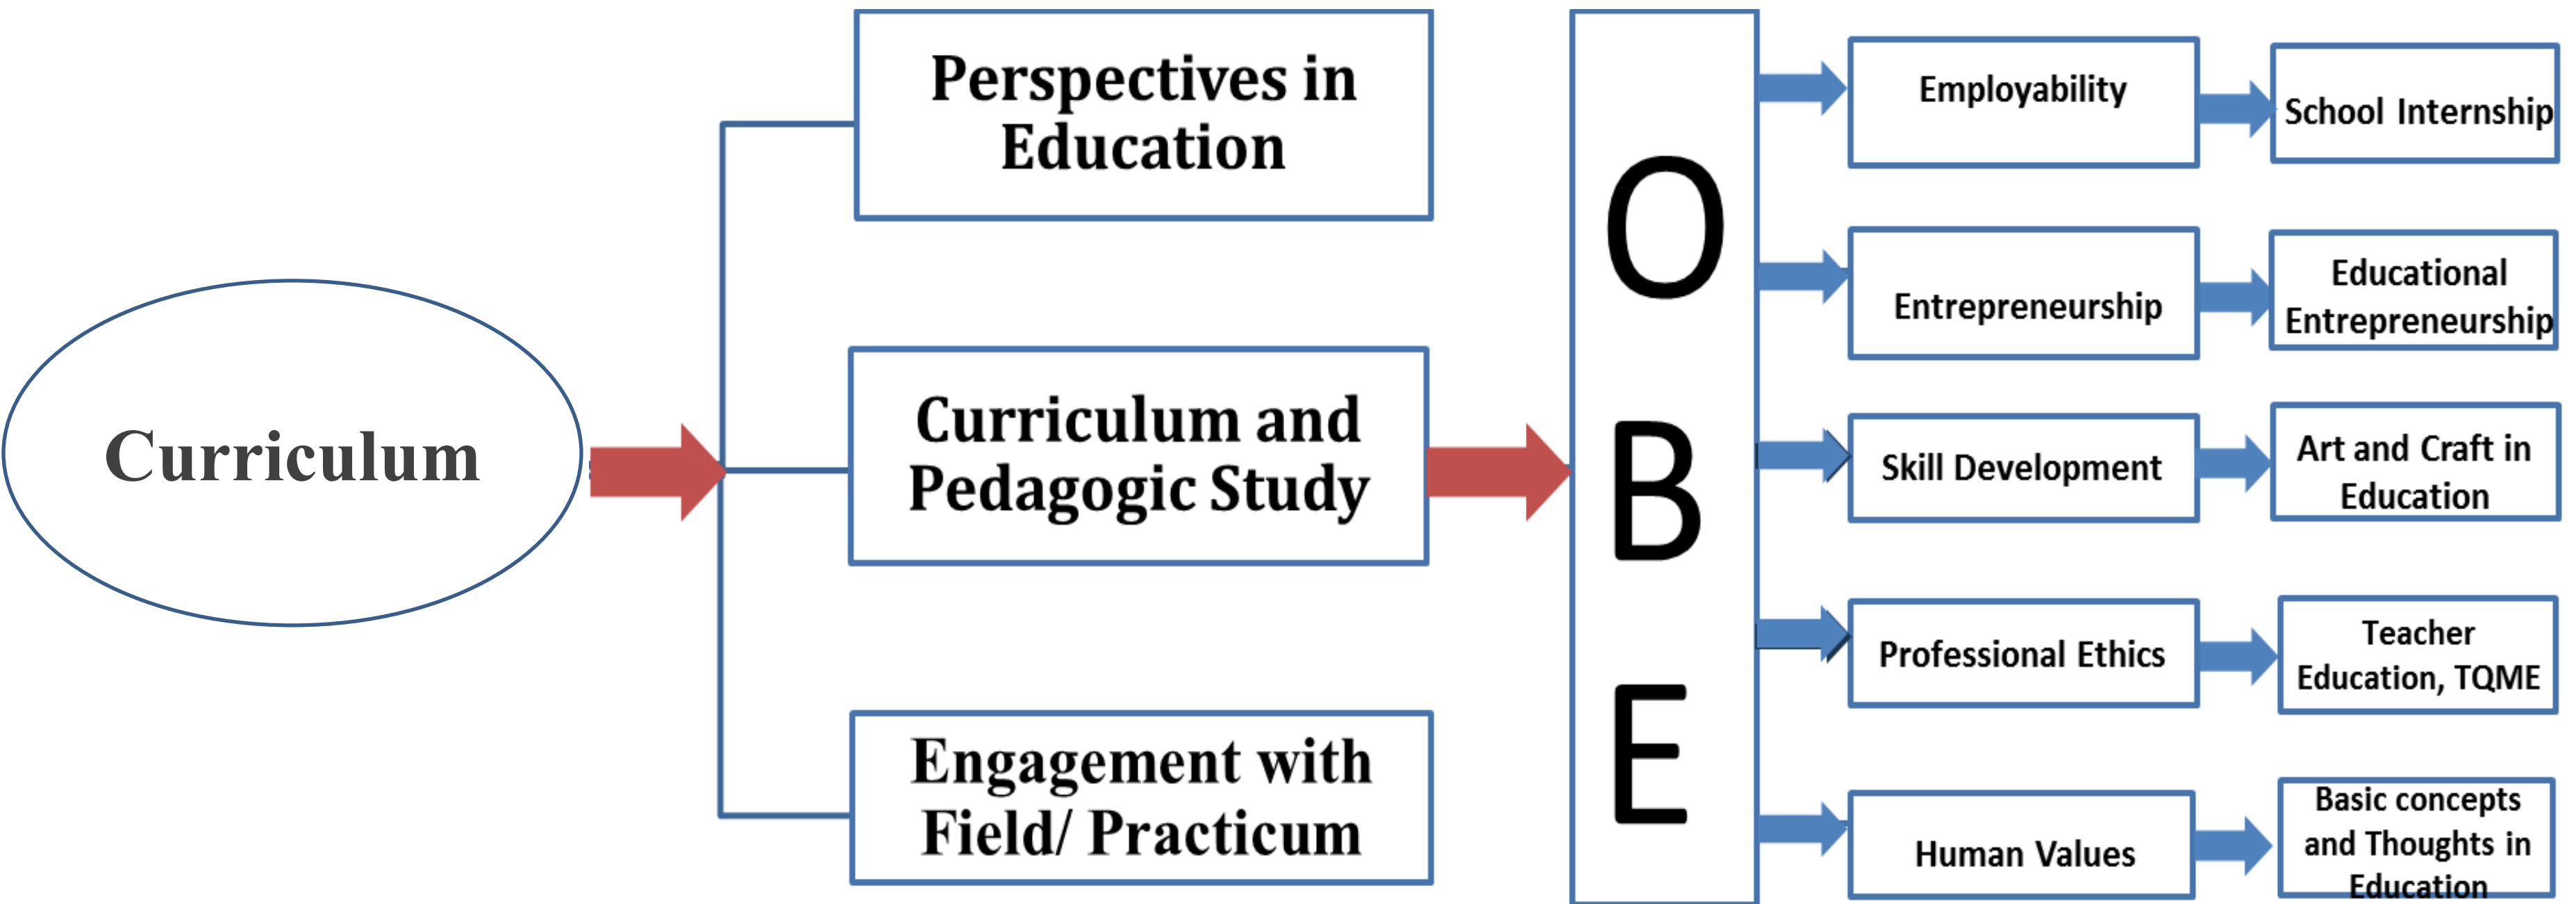 Curriculum
Perspectives in
Education
Curriculum and
Pedagogic Study
Engagement with
Field/ Practicum
O
B
E
Employability
School Internship
Entrepreneurship
Educational
Entrepreneurship
Skill Development
Art and Craft in
Education
Professional Ethics
Teacher
Education, TQME
Human Values
Basic concepts
and Thoughts in
Education